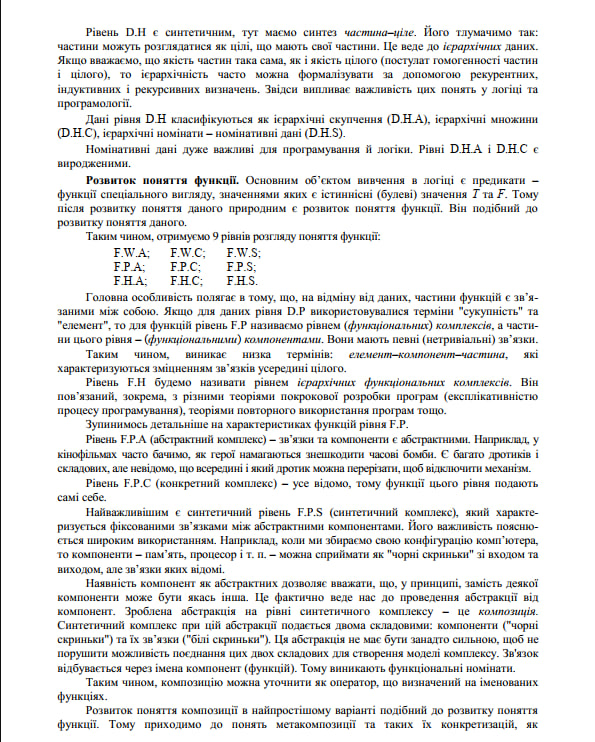 Рівень D.H є синтетичним, тут маємо синтез частина–ціле. Його тлумачимо так:
частини можуть розглядатися як цілі, що мають свої частини. Це веде до ієрархічних даних.
Якщо вважаємо, що якість частин така сама, як і якість цілого (постулат гомогенності частин
і цілого), то ієрархічність часто можна формалізувати за допомогою рекурентних,
індуктивних і рекурсивних визначень. Звідси випливає важливість цих понять у логіці та
програмології.
Дані рівня D.H класифікуються як ієрархічні скупчення (D.H.A), ієрархічні множини
(D.H.C), ієрархічні номінати – номінативні дані (D.H.S).
Номінативні дані дуже важливі для програмування й логіки. Рівні D.H.A і D.H.C є
виродженими.
Розвиток поняття функції. Основним об’єктом вивчення в логіці є предикати –
функції спеціального вигляду, значеннями яких є істиннісні (булеві) значення T та F. Тому
після розвитку поняття даного природним є розвиток поняття функції. Він подібний до
розвитку поняття даного.
Таким чином, отримуємо 9 рівнів розгляду поняття функції:
F.W.A; F.W.C; F.W.S;
F.P.A; F.P.C; F.P.S;
F.H.A; F.H.C; F.H.S.
Головна особливість полягає в тому, що, на відміну від даних, частини функцій є зв’я-
заними між собою. Якщо для даних рівня D.P використовувалися терміни "сукупність" та
"елемент", то для функцій рівень F.P називаємо рівнем (функціональних) комплексів, а части-
ни цього рівня – (функціональними) компонентами. Вони мають певні (нетривіальні) зв’язки.
Таким чином, виникає низка термінів: елемент–компонент–частина, які
характеризуються зміцненням зв’язків усередині цілого.
Рівень F.H будемо називати рівнем ієрархічних функціональних комплексів. Він
пов’язаний, зокрема, з різними теоріями покрокової розробки програм (експлікативністю
процесу програмування), теоріями повторного використання програм тощо.
Зупинимось детальніше на характеристиках функцій рівня F.P.
Рівень F.P.A (абстрактний комплекс) – зв’язки та компоненти є абстрактними. Наприклад, у
кінофільмах часто бачимо, як герої намагаються знешкодити часові бомби. Є багато дротиків і
складових, але невідомо, що всередині і який дротик можна перерізати, щоб відключити механізм.
Рівень F.P.C (конкретний комплекс) – усе відомо, тому функції цього рівня подають
самі себе.
Найважливішим є синтетичний рівень F.P.S (синтетичний комплекс), який характе-
ризується фіксованими зв’язками між абстрактними компонентами. Його важливість поясню-
ється широким використанням. Наприклад, коли ми збираємо свою конфігурацію комп’ютера,
то компоненти – пам’ять, процесор і т. п. – можна сприймати як "чорні скриньки" зі входом та
виходом, але зв’язки яких відомі.
Наявність компонент як абстрактних дозволяє вважати, що, у принципі, замість деякої
компоненти може бути якась інша. Це фактично веде нас до проведення абстракції від
компонент. Зроблена абстракція на рівні синтетичного комплексу – це композиція.
Синтетичний комплекс при цій абстракції подається двома складовими: компоненти ("чорні
скриньки") та їх зв’язки ("білі скриньки"). Ця абстракція не має бути занадто сильною, щоб не
порушити можливість поєднання цих двох складових для створення моделі комплексу. Зв'язок
відбувається через імена компонент (функцій). Тому виникають функціональні номінати.
Таким чином, композицію можна уточнити як оператор, що визначений на іменованих
функціях.
Розвиток поняття композиції в найпростішому варіанті подібний до розвитку поняття
функції. Тому приходимо до понять метакомпозиції та таких їх конкретизацій, як